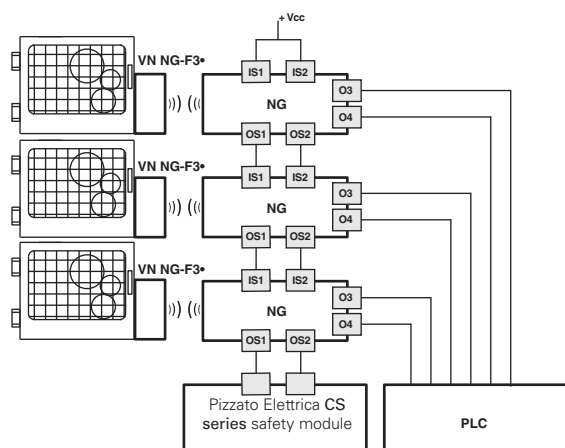 + Vcc
VN NG-F3•
IS1 IS2
NG
O3
O4
OS1 OS2
VN NG-F3•
IS1 IS2
NG
O3
O4
OS1 OS2
VN NG-F3•
IS1 IS2
NG
O3
O4
OS1 OS2
Pizzato Elettrica CS
series safety module
PLC